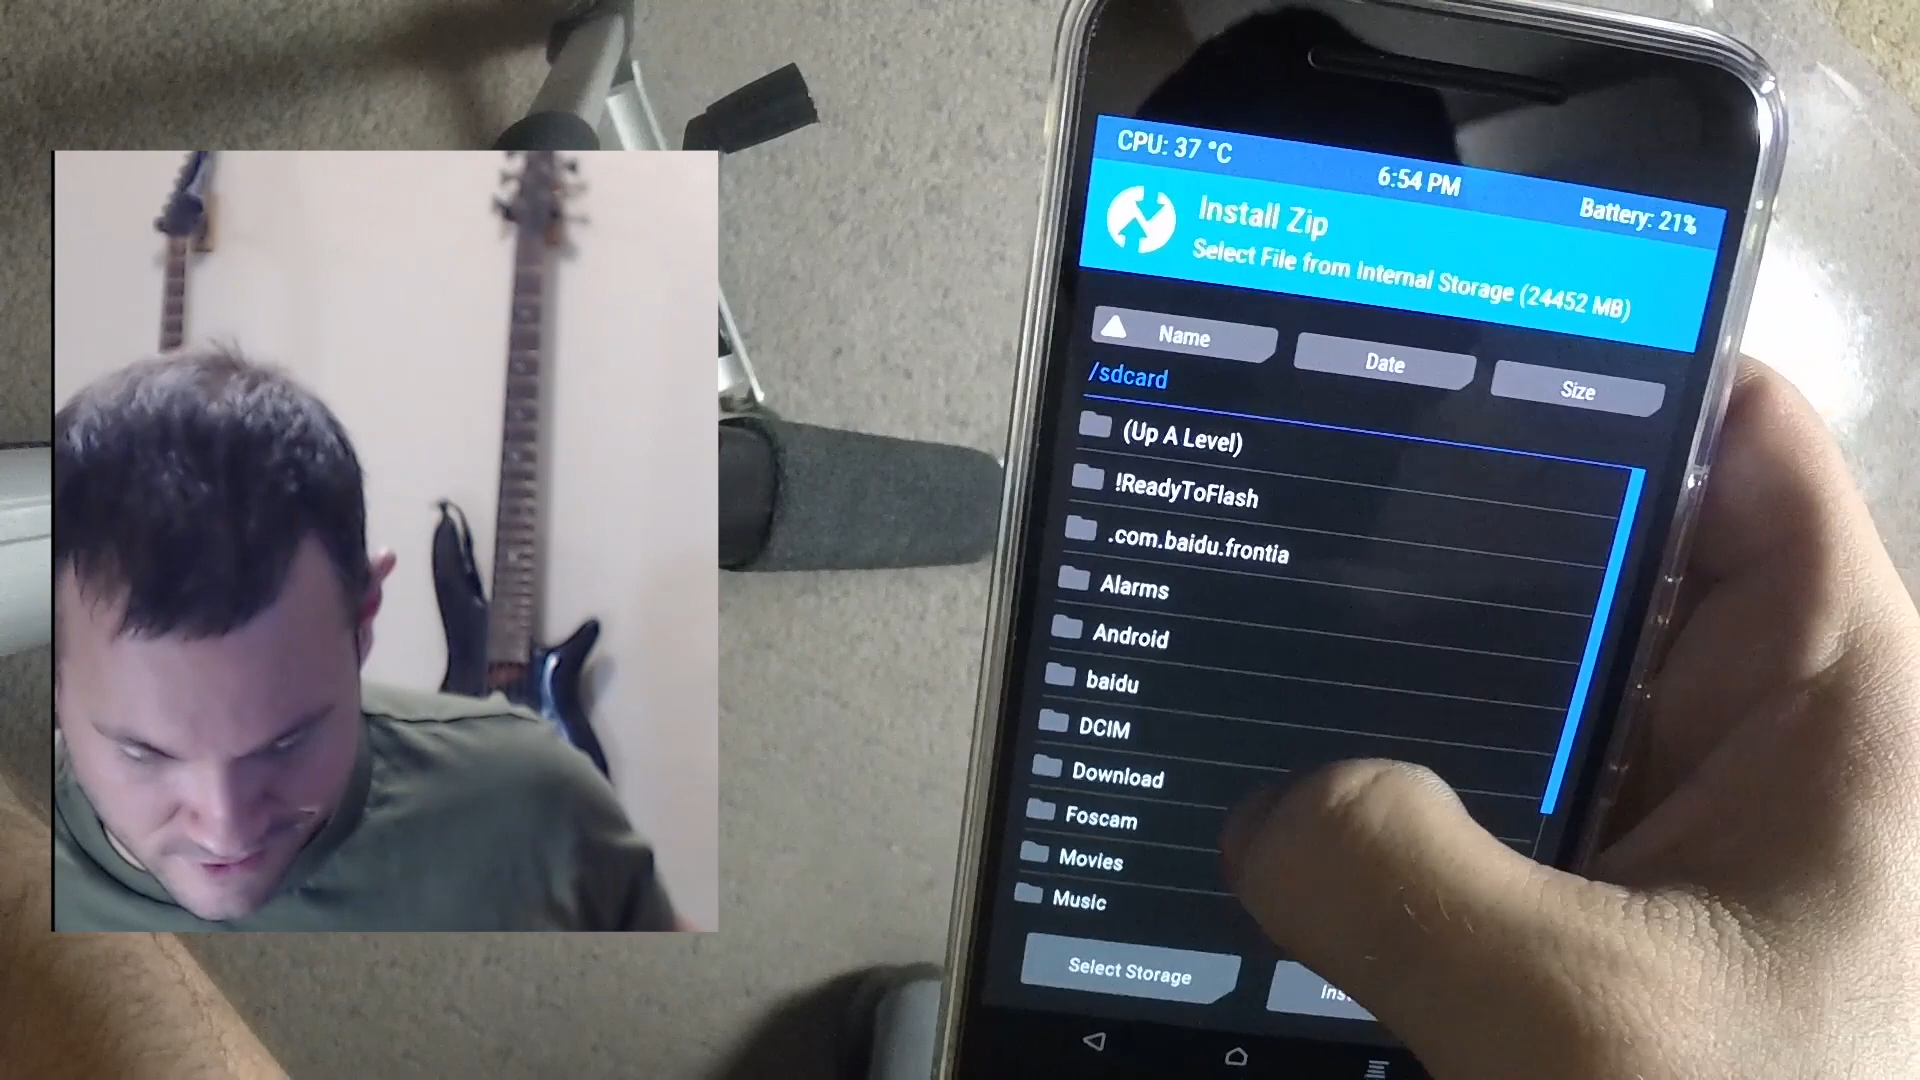 CPU: 37 °C
6:54 PM
Battery: 21%
Install Zip
Select File from Internal Storage (24452 MB)
Name
Date
Size
/sdcard
(Up A Level)
!ReadyToFlash
.com.baidu.frontia
Alarms
Android
baidu
DCIM
Download
Foscam
Movies
Music
Select Storage